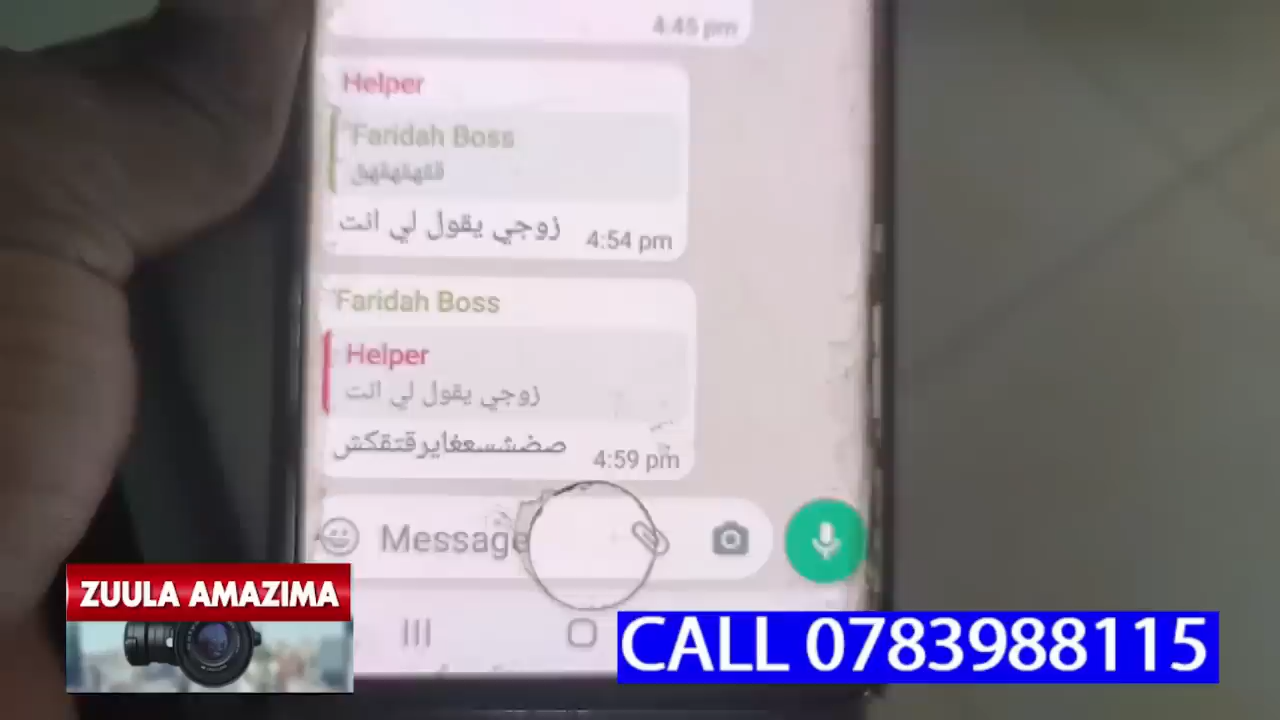 4:45 pm
Helper
Faridah Boss
زوجي يقول لي انت
4:54 pm
Faridah Boss
Helper
زوجي يقول لي انت
صضشسعغايرقتقكش
4:59 pm
Message
ZUULA AMAZIMA
CALL 0783988115